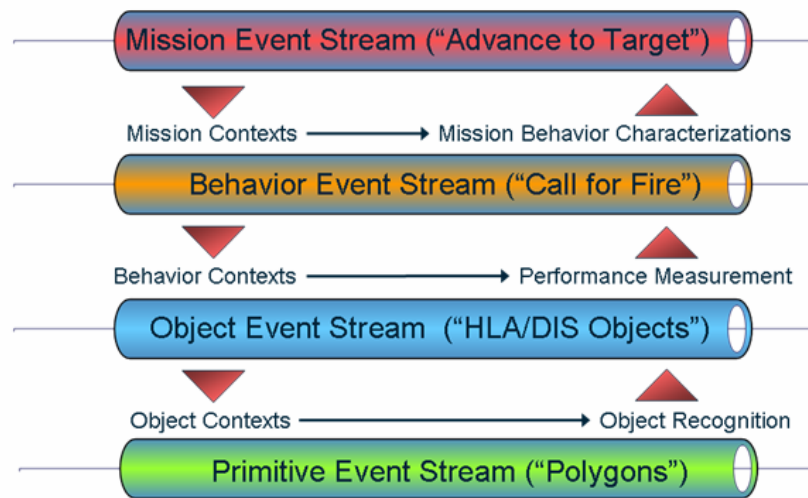 Mission Event Stream (“Advance to Target”)
Mission Contexts Mission Behavior Characterizations
Behavior Event Stream (“Call for Fire”)
Behavior Contexts Performance Measurement
Object Event Stream (“HLA/DIS Objects”)
Object Contexts Object Recognition
Primitive Event Stream (“Polygons”)